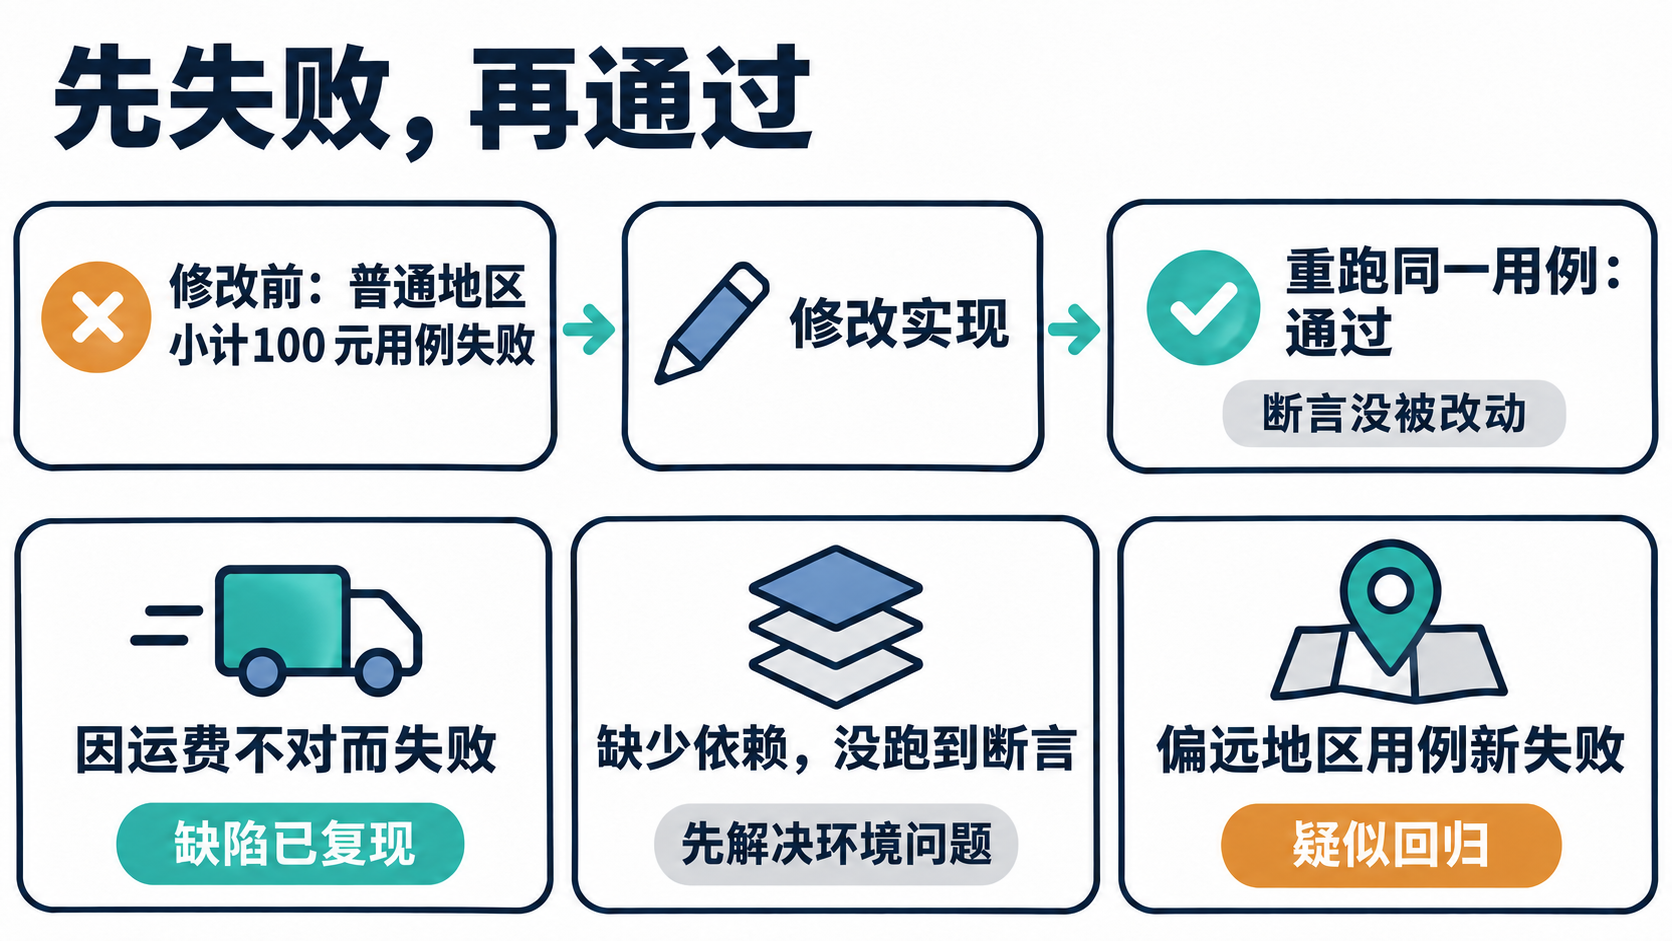 先失败，再通过
修改前：普通地区
小计100 元用例失败
修改实现
重跑同一用例：
通过
断言没被改动
因运费不对而失败
缺陷已复现
缺少依赖，没跑到断言
先解决环境问题
偏远地区用例新失败
疑似回归